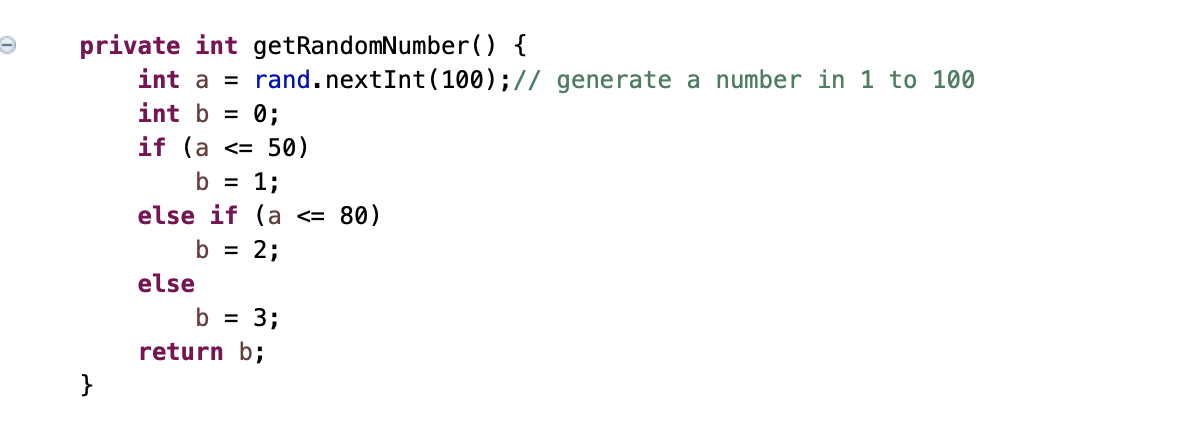 private int getRandomNumber() {
    int a = rand.nextInt(100);// generate a number in 1 to 100
    int b = 0;
    if (a <= 50)
        b = 1;
    else if (a <= 80)
        b = 2;
    else
        b = 3;
    return b;
}